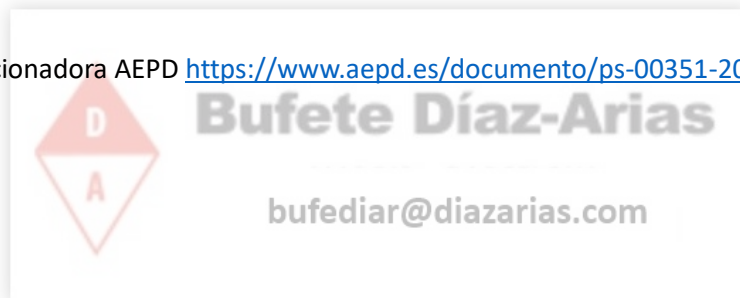 cionadora AEPD https://www.aepd.es/documento/ps-00351-20
D
Bufete Díaz-Arias
A
bufediar@diazarias.com